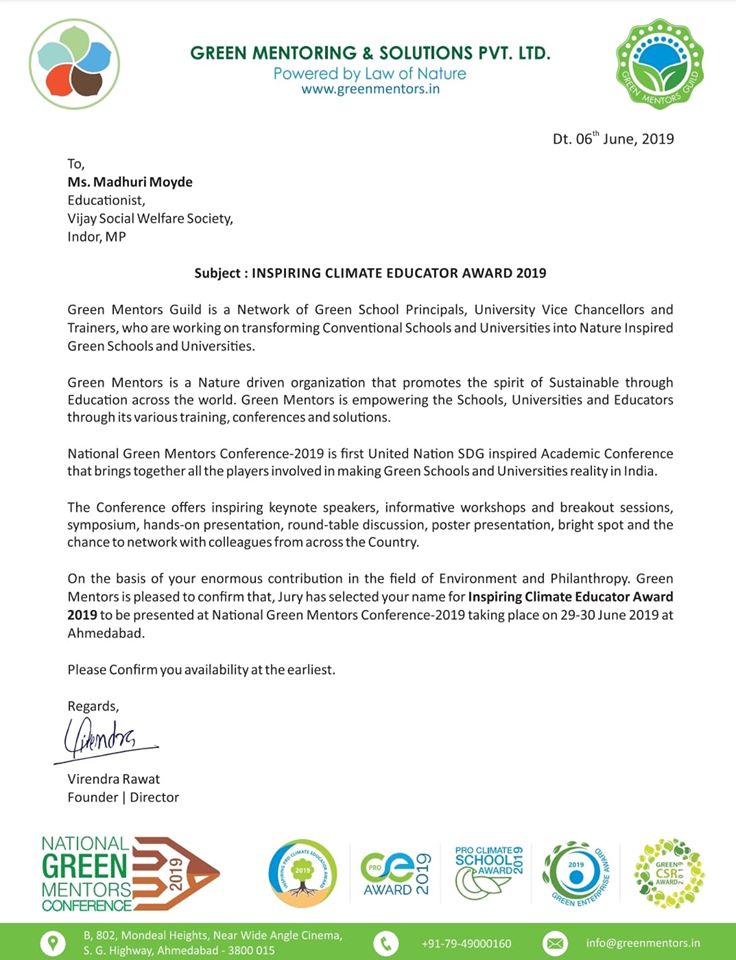 GREEN MENTORING & SOLUTIONS PVT. LTD.
Powered by Law of Nature
www.greenmentors.in
GREEN MENTORS GUILD
Dt. 06th June, 2019
To,
Ms. Madhuri Moyde
Educationist,
Vijay Social Welfare Society,
Indor, MP
Subject : INSPIRING CLIMATE EDUCATOR AWARD 2019
Green Mentors Guild is a Network of Green School Principals, University Vice Chancellors and
Trainers, who are working on transforming Conventional Schools and Universities into Nature Inspired
Green Schools and Universities.
Green Mentors is a Nature driven organization that promotes the spirit of Sustainable through
Education across the world. Green Mentors is empowering the Schools, Universities and Educators
through its various training, conferences and solutions.
National Green Mentors Conference-2019 is first United Nation SDG inspired Academic Conference
that brings together all the players involved in making Green Schools and Universities reality in India.
The Conference offers inspiring keynote speakers, informative workshops and breakout sessions,
symposium, hands-on presentation, round-table discussion, poster presentation, bright spot and the
chance to network with colleagues from across the Country.
On the basis of your enormous contribution in the field of Environment and Philanthropy. Green
Mentors is pleased to confirm that, Jury has selected your name for Inspiring Climate Educator Award
2019 to be presented at National Green Mentors Conference-2019 taking place on 29-30 June 2019 at
Ahmedabad.
Please Confirm you availability at the earliest.
Regards,
Virendra
Virendra Rawat
Founder | Director
NATIONAL
GREEN
MENTORS
CONFERENCE
2019
INSPIRING PRO CLIMATE EDUCATOR AWARD
2019
PRO
CE
AWARD
2019
PRO CLIMATE
SCHOOL
AWARD
2019
2019
GREEN ENTERPRISE AWARD
GREEN
CSR
AWARD
2019
B, 802, Mondeal Heights, Near Wide Angle Cinema,
S. G. Highway, Ahmedabad - 3800 015
+91-79-49000160
info@greenmentors.in